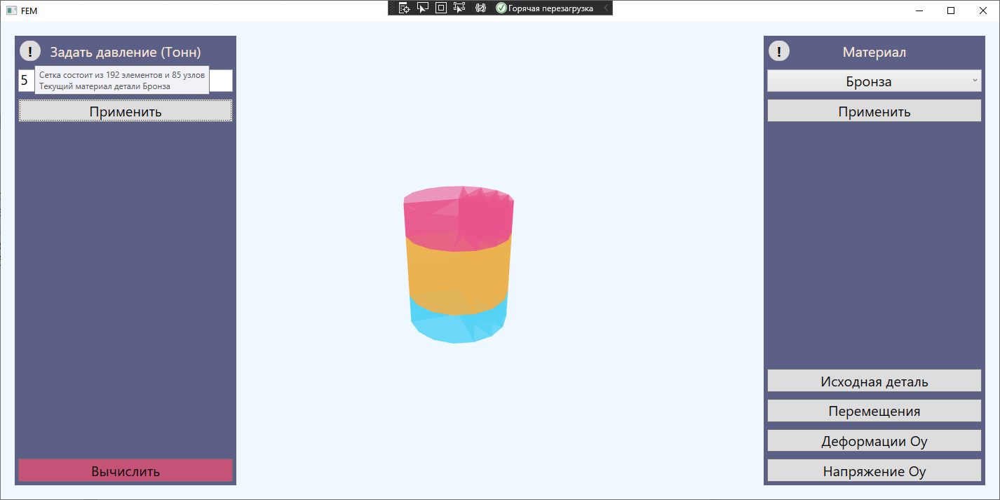 FEM
Горячая перезагрузка
!
Задать давление (Тонн)
5
Сетка состоит из 192 элементов и 85 узлов
Текущий материал детали Бронза
Применить
Вычислить
!
Материал
Бронза
Применить
Исходная деталь
Перемещения
Деформации Oy
Напряжение Oy